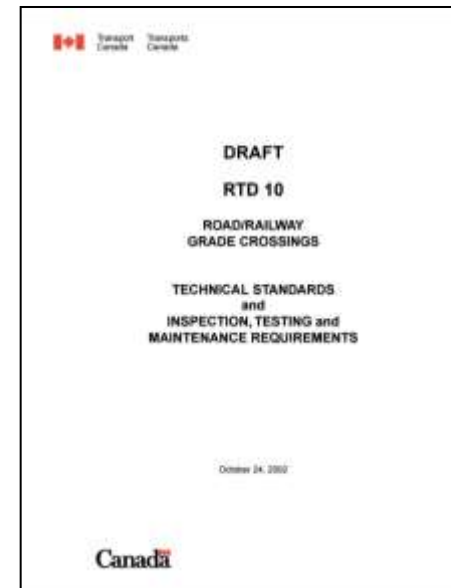 Transport Transports
Canada Canada
DRAFT
RTD 10
ROAD/RAILWAY
GRADE CROSSINGS
TECHNICAL STANDARDS
and
INSPECTION, TESTING and
MAINTENANCE REQUIREMENTS
October 24, 2002
Canada